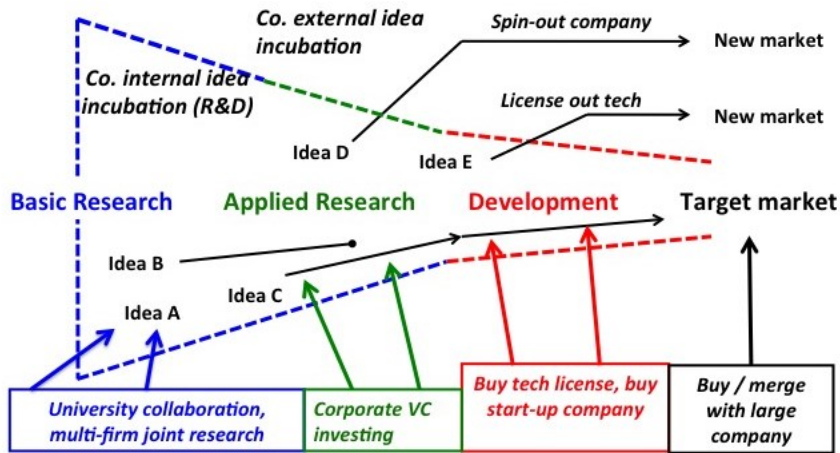 Co. external idea
incubation
Spin-out company
New market
Co. internal idea
incubation (R&D)
License out tech
New market
Idea D
Idea E
Basic Research
Applied Research
Development
Target market
Idea B
Idea C
Idea A
University collaboration,
multi-firm joint research
Corporate VC
investing
Buy tech license, buy
start-up company
Buy / merge
with large
company